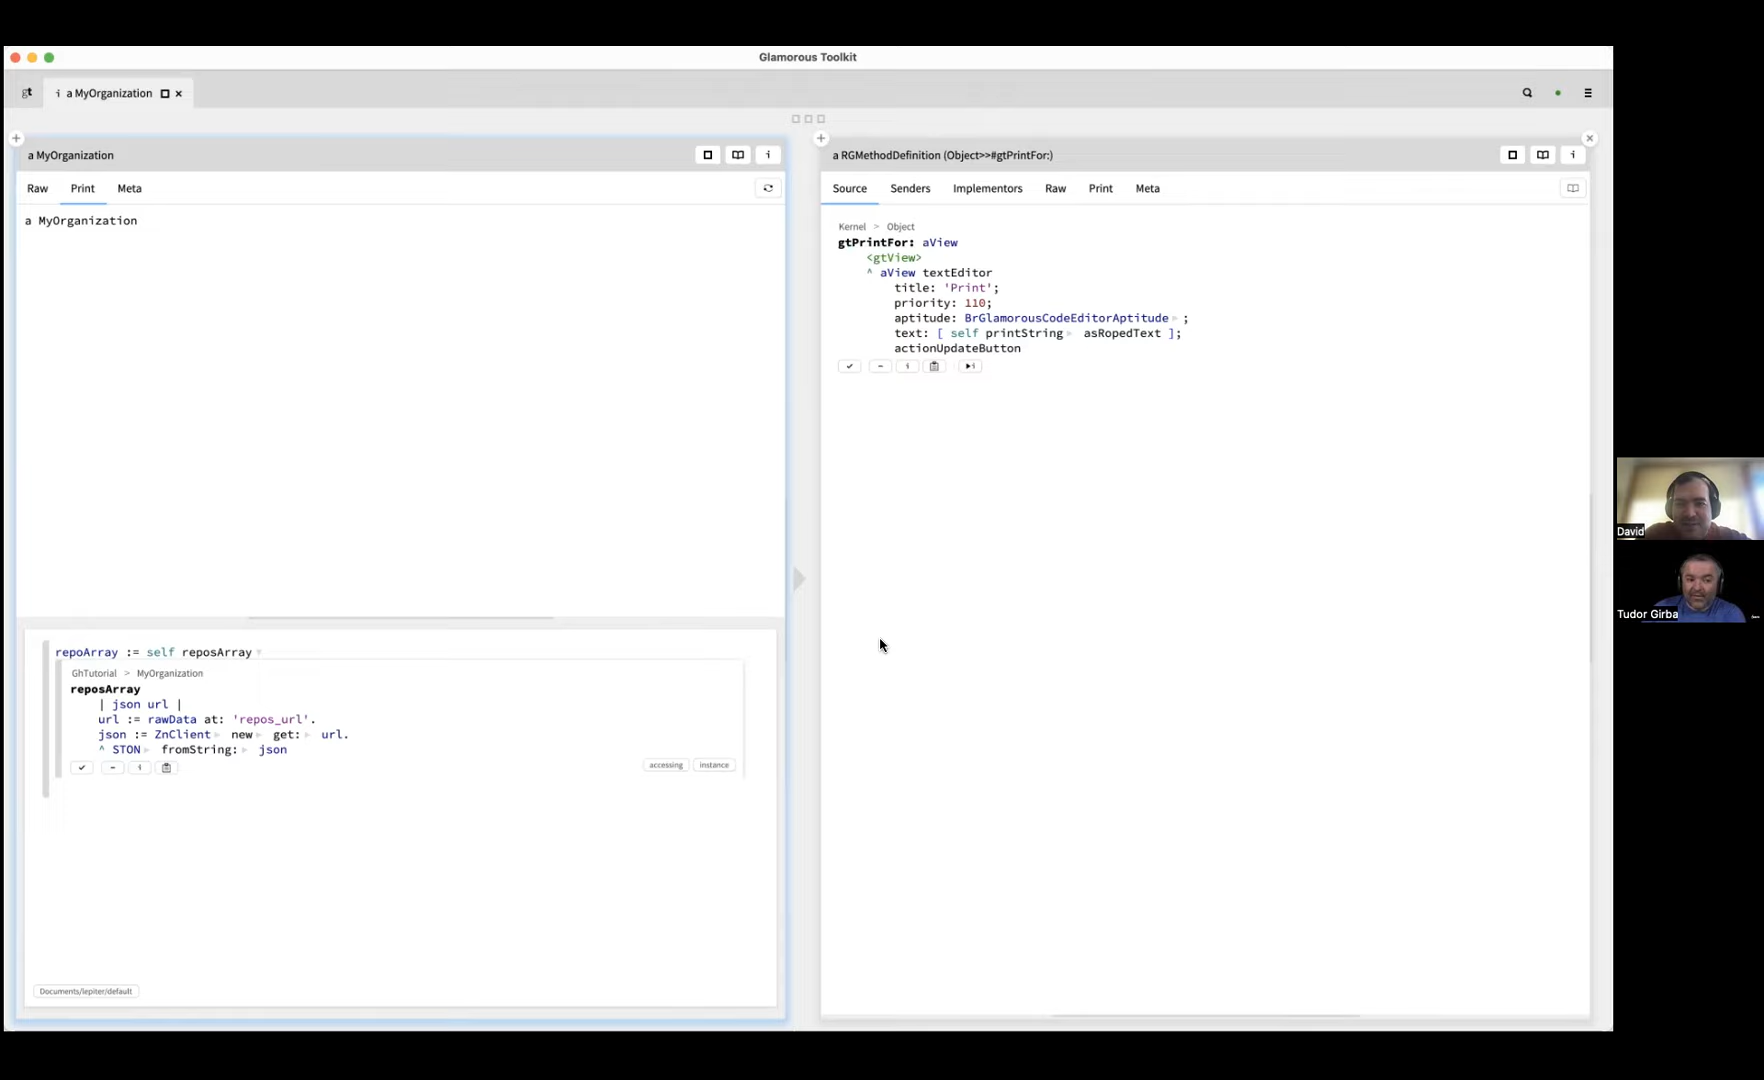 Glamorous Toolkit
gt
i a MyOrganization
a MyOrganization
i
Raw Print Meta
a MyOrganization
repoArray := self reposArray
GhTutorial > MyOrganization
reposArray
| json url |
url := rawData at: 'repos_url'.
json := ZnClient new get: url.
^ STON fromString: json
i
accessing instance
Documents/lepiter/default
a RGMethodDefinition (Object>>#gtPrintFor:)
i
Source Senders Implementors Raw Print Meta
Kernel > Object
gtPrintFor: aView
<gtView>
^ aView textEditor
title: 'Print';
priority: 110;
aptitude: BrGlamorousCodeEditorAptitude ;
text: [ self printString asRopedText ];
actionUpdateButton
i
i
David
Tudor Girba